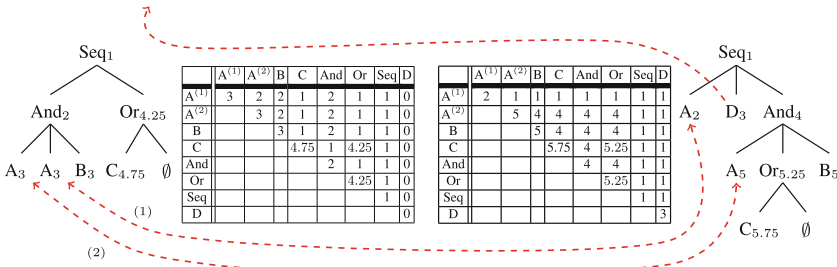 Seq₁ Seq₁
A⁽¹⁾ A⁽²⁾ B C And Or Seq D
A⁽¹⁾ 3 2 2 1 2 1 1 0
A⁽²⁾ 3 2 1 2 1 1 0
B 3 1 2 1 1 0
C 4.75 1 4.25 1 0
And 2 1 1 0
Or 4.25 1 0
Seq 1 0
D 0
A⁽¹⁾ A⁽²⁾ B C And Or Seq D
A⁽¹⁾ 2 1 1 1 1 1 1 1
A⁽²⁾ 5 4 4 4 4 1 1
B 5 4 4 4 1 1
C 5.75 4 5.25 1 1
And 4 4 1 1
Or 5.25 1 1
Seq 1 1
D 3
And₂ Or₄.₂₅
A₃ A₃ B₃ C₄.₇₅ ∅
(1)
(2)
A₂ D₃ And₄
A₅ Or₅.₂₅ B₅
C₅.₇₅ ∅